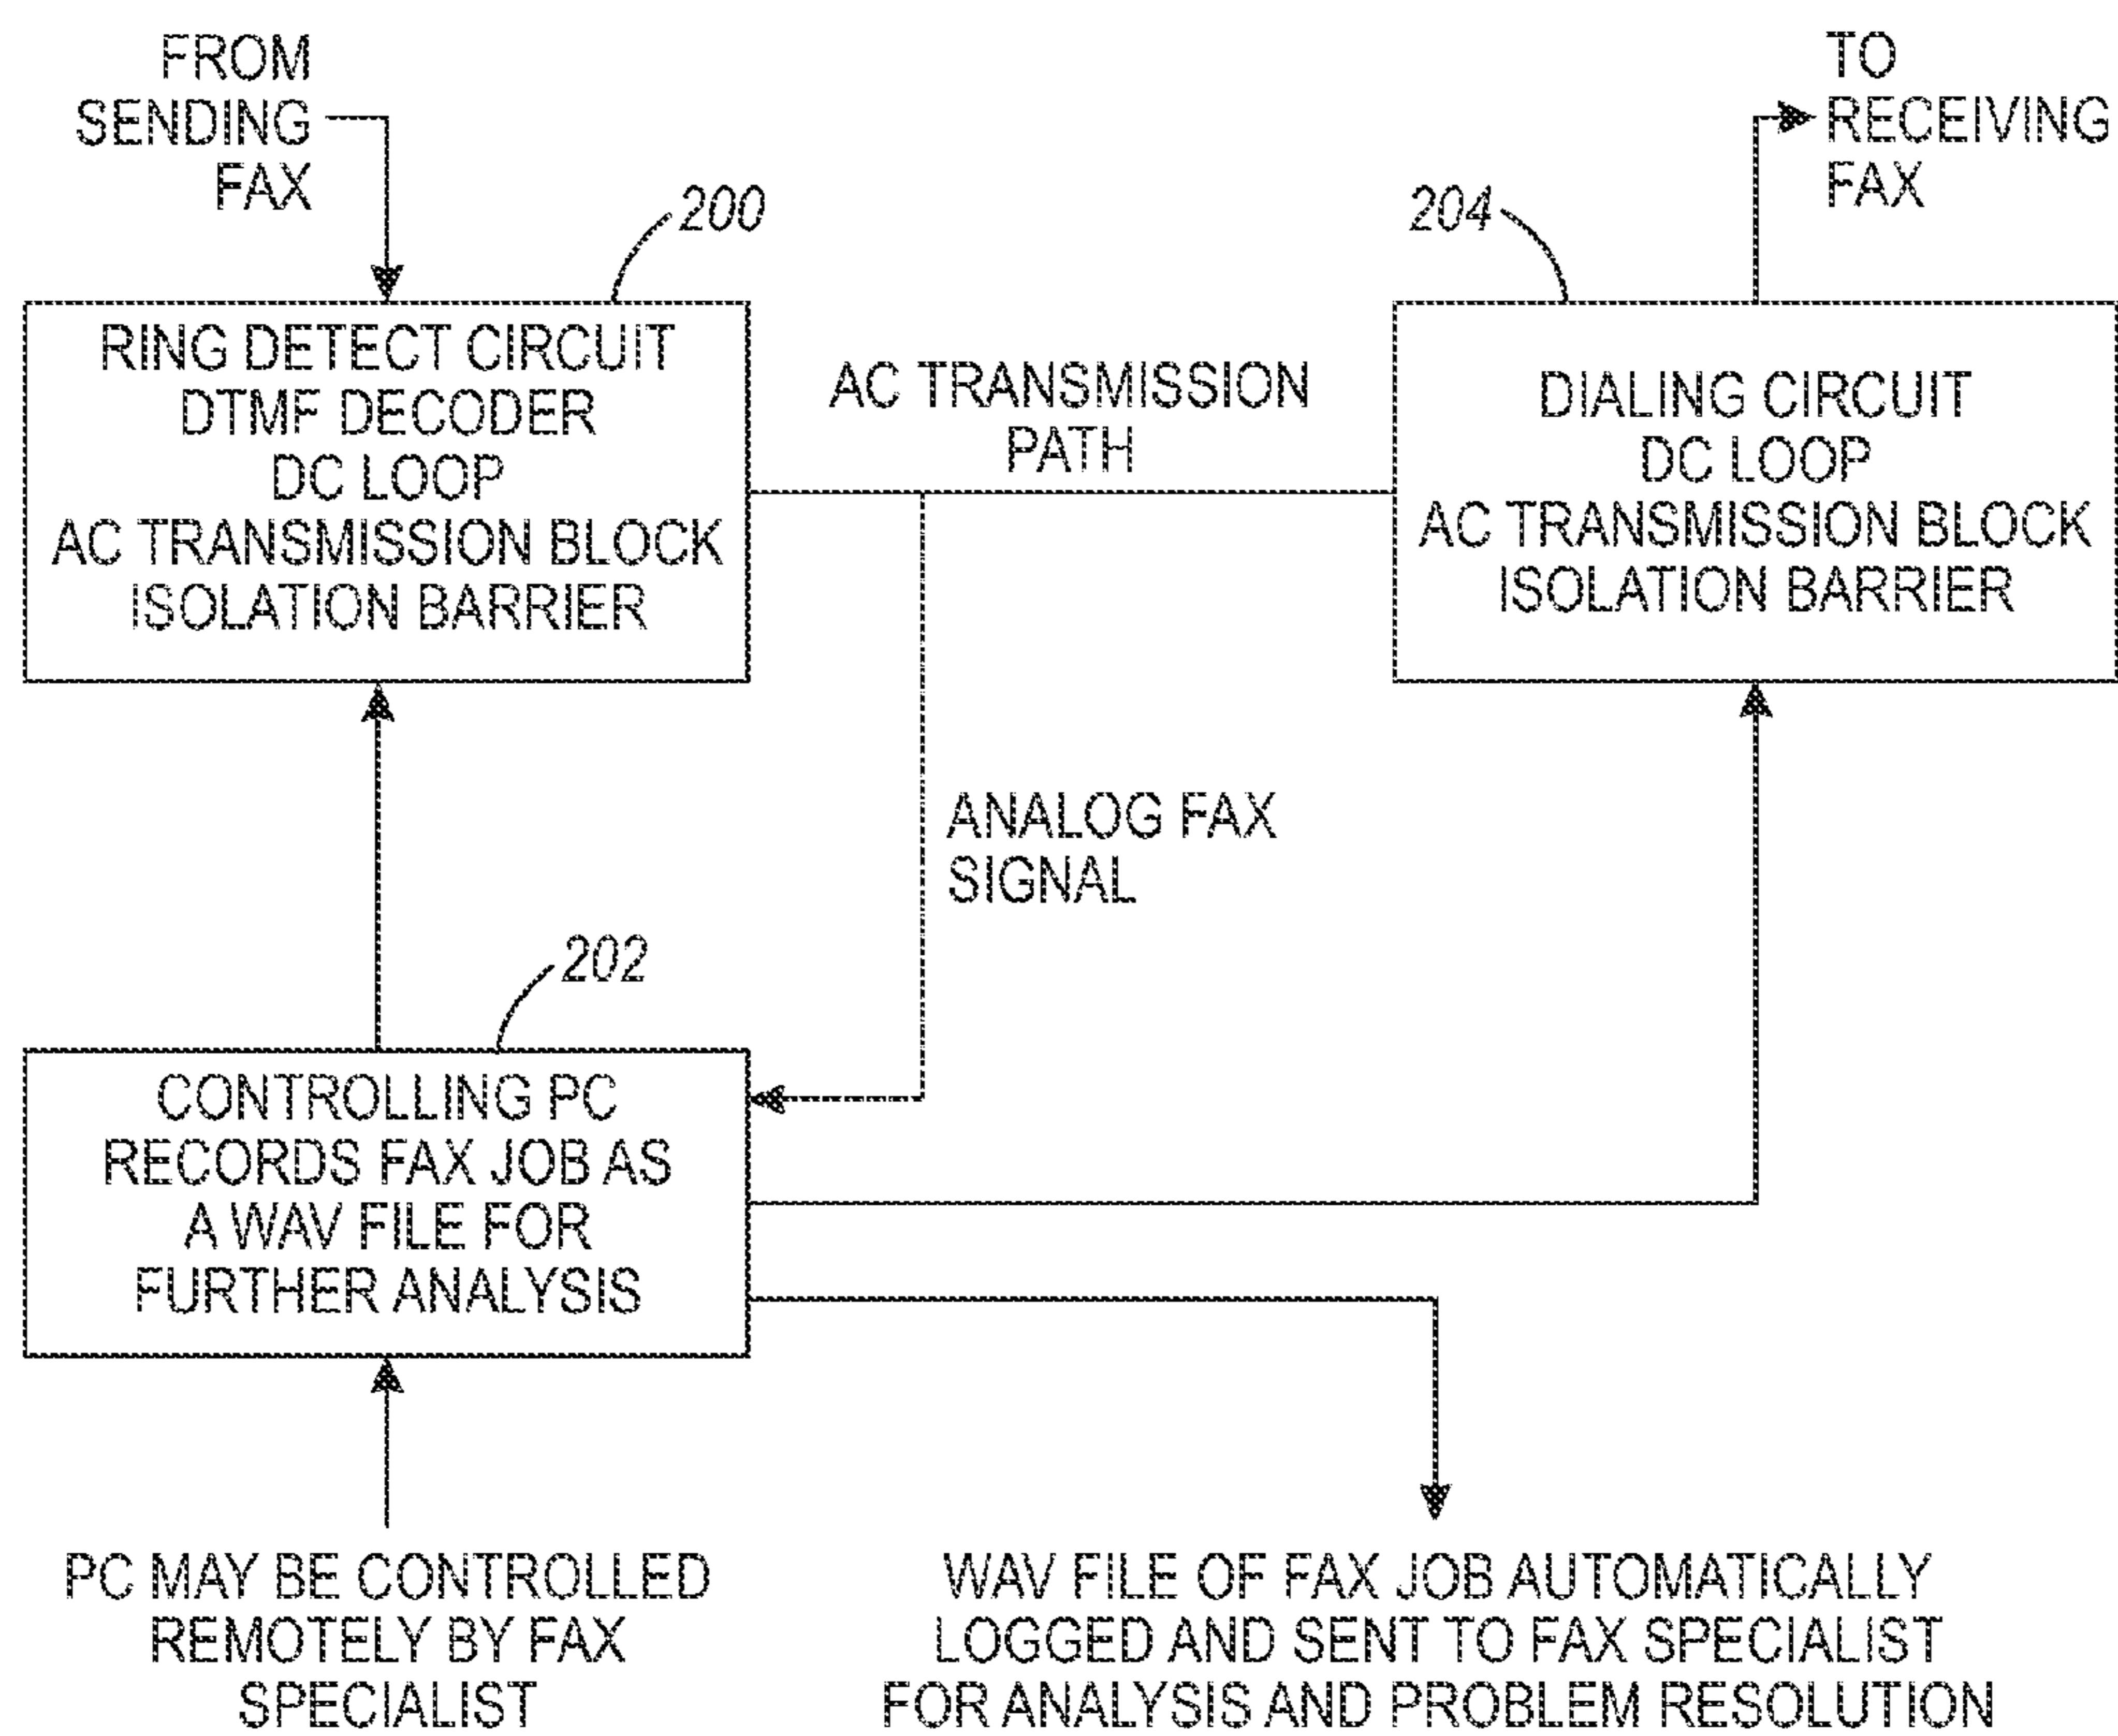 FROM
SENDING
FAX
TO
RECEIVING
FAX
200
204
RING DETECT CIRCUIT
DTMF DECODER
DC LOOP
AC TRANSMISSION BLOCK
ISOLATION BARRIER
AC TRANSMISSION
PATH
DIALING CIRCUIT
DC LOOP
AC TRANSMISSION BLOCK
ISOLATION BARRIER
ANALOG FAX
SIGNAL
202
CONTROLLING PC
RECORDS FAX JOB AS
A WAV FILE FOR
FURTHER ANALYSIS
PC MAY BE CONTROLLED
REMOTELY BY FAX
SPECIALIST
WAV FILE OF FAX JOB AUTOMATICALLY
LOGGED AND SENT TO FAX SPECIALIST
FOR ANALYSIS AND PROBLEM RESOLUTION